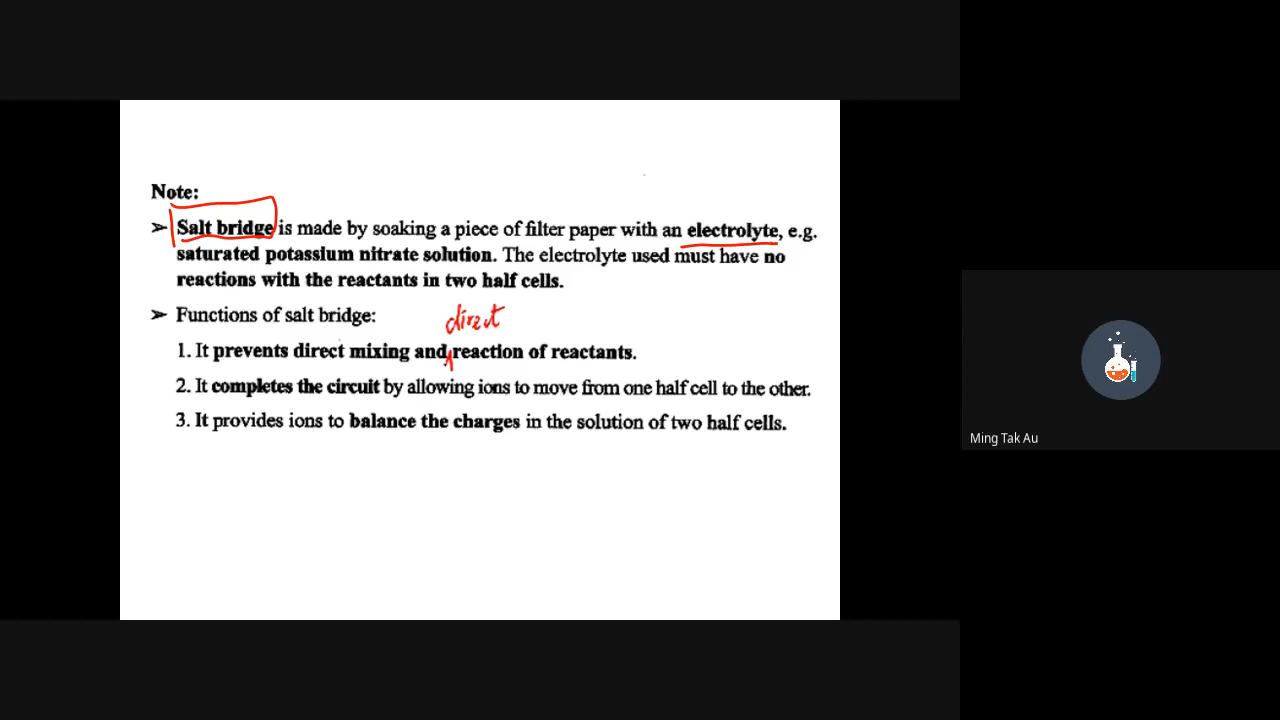 Note:
➢ Salt bridge is made by soaking a piece of filter paper with an electrolyte, e.g.
saturated potassium nitrate solution. The electrolyte used must have no
reactions with the reactants in two half cells.
➢ Functions of salt bridge:
direct
1. It prevents direct mixing and reaction of reactants.
2. It completes the circuit by allowing ions to move from one half cell to the other.
3. It provides ions to balance the charges in the solution of two half cells.
Ming Tak Au